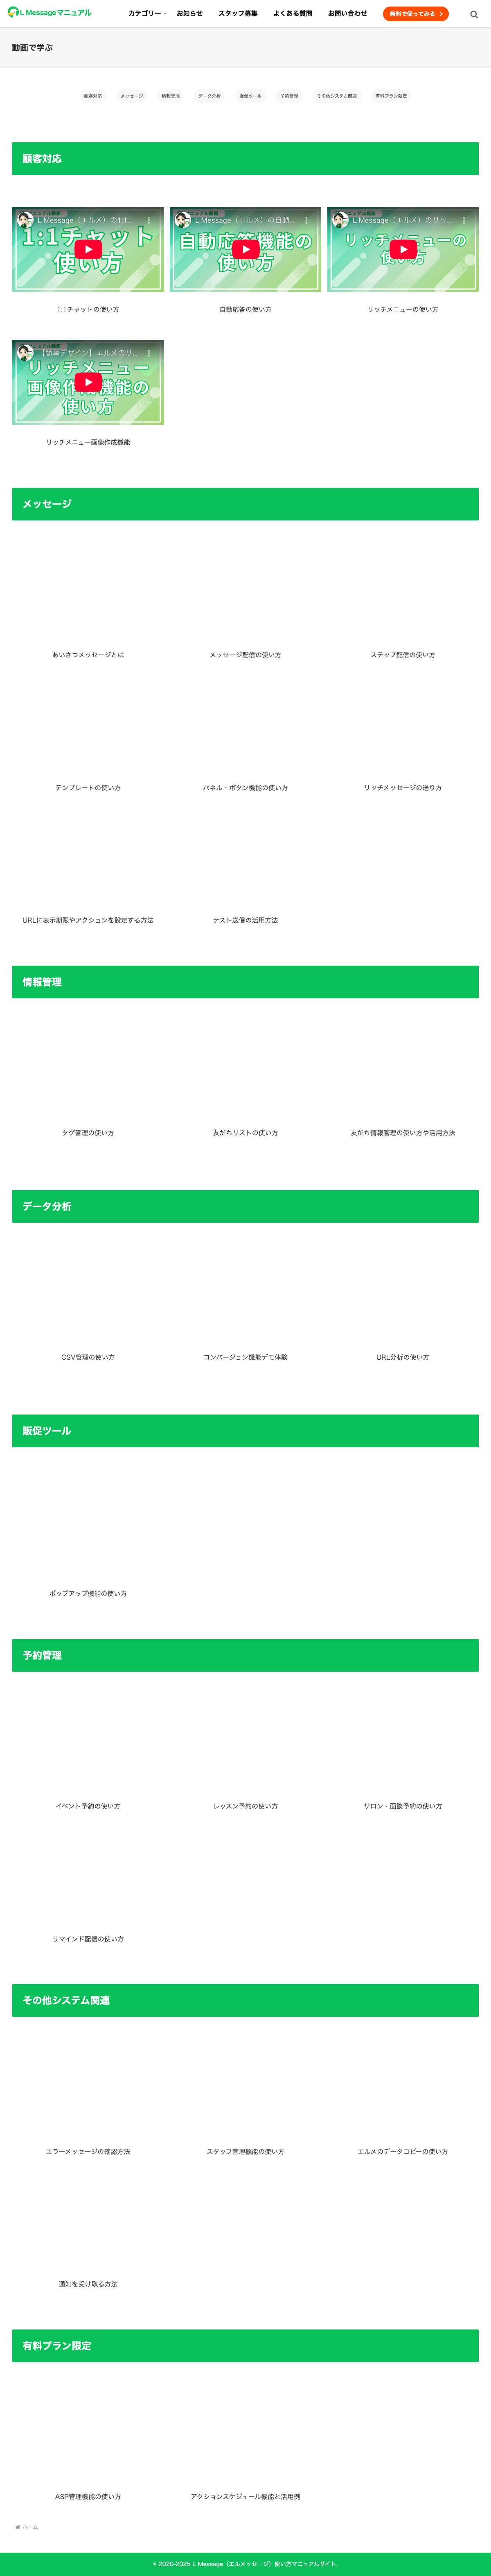 L Messageマニュアル
カテゴリー お知らせ スタッフ募集 よくある質問 お問い合わせ 無料で使ってみる
動画で学ぶ
顧客対応 メッセージ 情報管理 データ分析 販促ツール 予約管理 その他システム関連 有料プラン限定
顧客対応
L Message（エルメ）の1:1...
1:1チャットの
使い方
L Message（エルメ）の自動...
自動応答機能の
使い方
L Message（エルメ）のリッ...
リッチメニューの
使い方
1:1チャットの使い方
自動応答の使い方
リッチメニューの使い方
【簡単デザイン】エルメのリ...
リッチメニュー
画像作成機能の
使い方
リッチメニュー画像作成機能
メッセージ
あいさつメッセージとは
メッセージ配信の使い方
ステップ配信の使い方
テンプレートの使い方
パネル・ボタン機能の使い方
リッチメッセージの送り方
URLに表示期限やアクションを設定する方法
テスト送信の活用方法
情報管理
タグ管理の使い方
友だちリストの使い方
友だち情報管理の使い方や活用方法
データ分析
CSV管理の使い方
コンバージョン機能デモ体験
URL分析の使い方
販促ツール
ポップアップ機能の使い方
予約管理
イベント予約の使い方
レッスン予約の使い方
サロン・面談予約の使い方
リマインド配信の使い方
その他システム関連
エラーメッセージの確認方法
スタッフ管理機能の使い方
エルメのデータコピーの使い方
通知を受け取る方法
有料プラン限定
ASP管理機能の使い方
アクションスケジュール機能と活用例
ホーム
© 2020-2025 L Message（エルメッセージ）使い方マニュアルサイト.